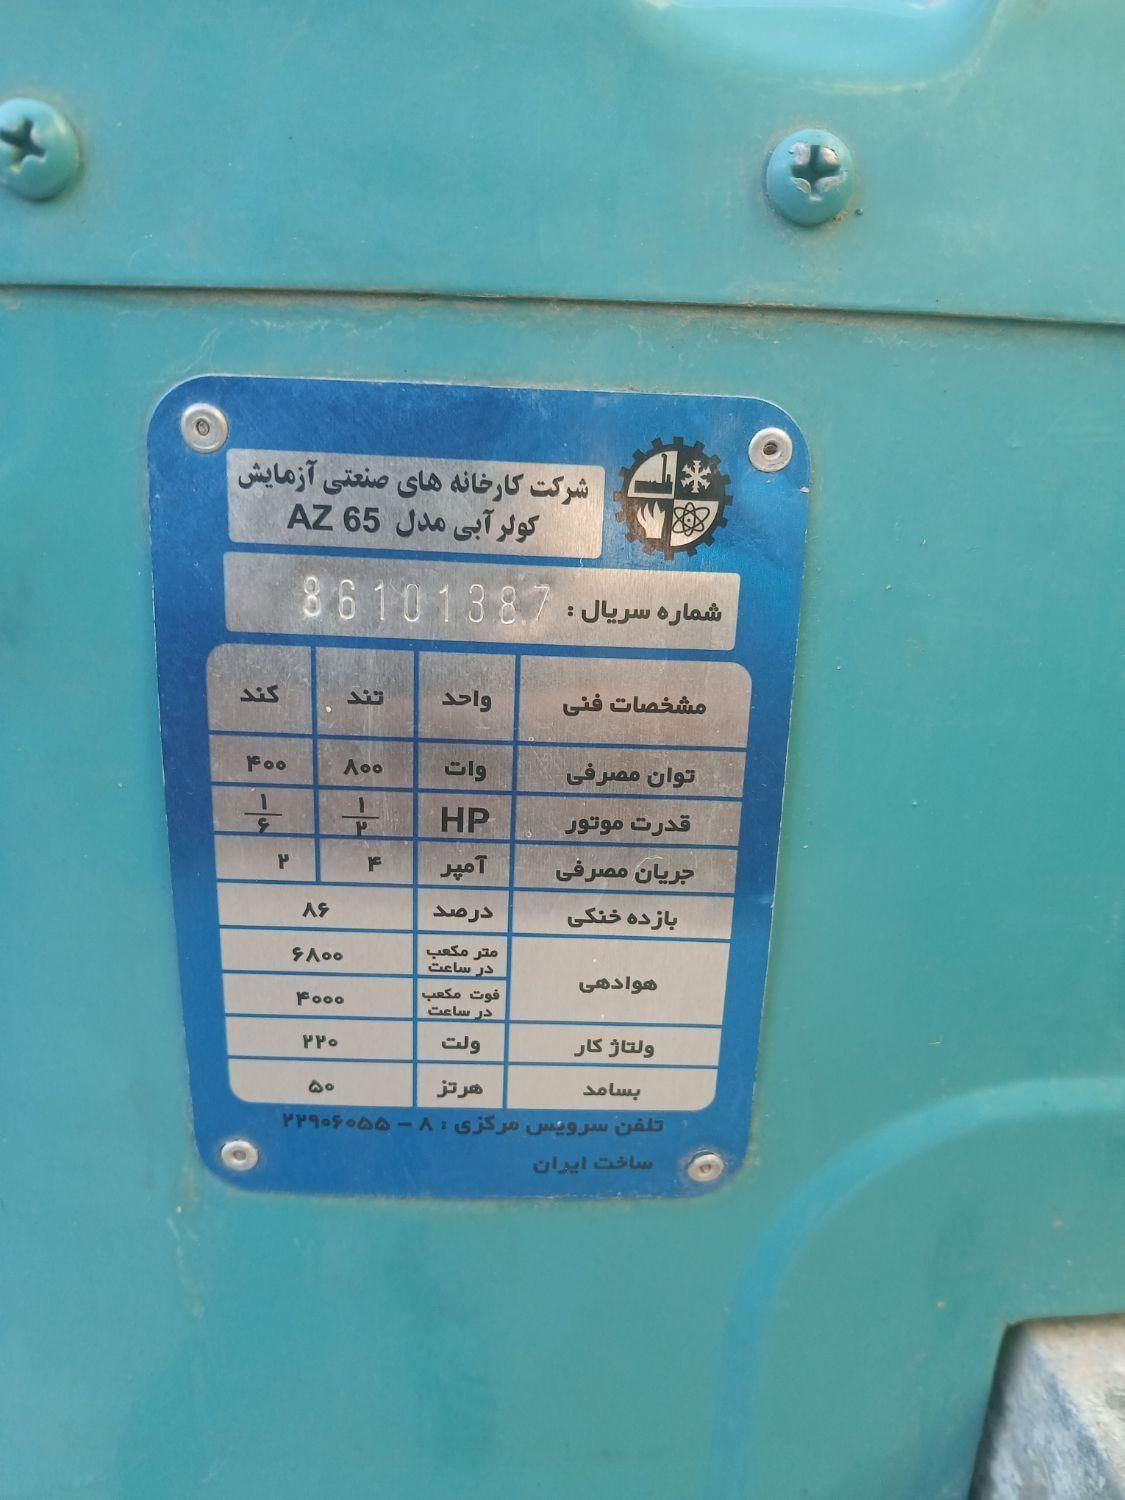 شرکت کارخانه های صنعتی آزمایش
کولر آبی مدل AZ 65
شماره سریال : 86101387
مشخصات فنی واحد تند کند
توان مصرفی وات ۸۰۰ ۴۰۰
قدرت موتور HP ۱/۲ ۱/۶
جریان مصرفی آمپر ۴ ۲
بازده خنکی درصد ۸۶
هوادهی متر مکعب در ساعت ۶۸۰۰
فوت مکعب در ساعت ۴۰۰۰
ولتاژ کار ولت ۲۲۰
بسامد هرتز ۵۰
تلفن سرویس مرکزی : ۸ – ۲۲۹۰۶۰۵۵
ساخت ایران